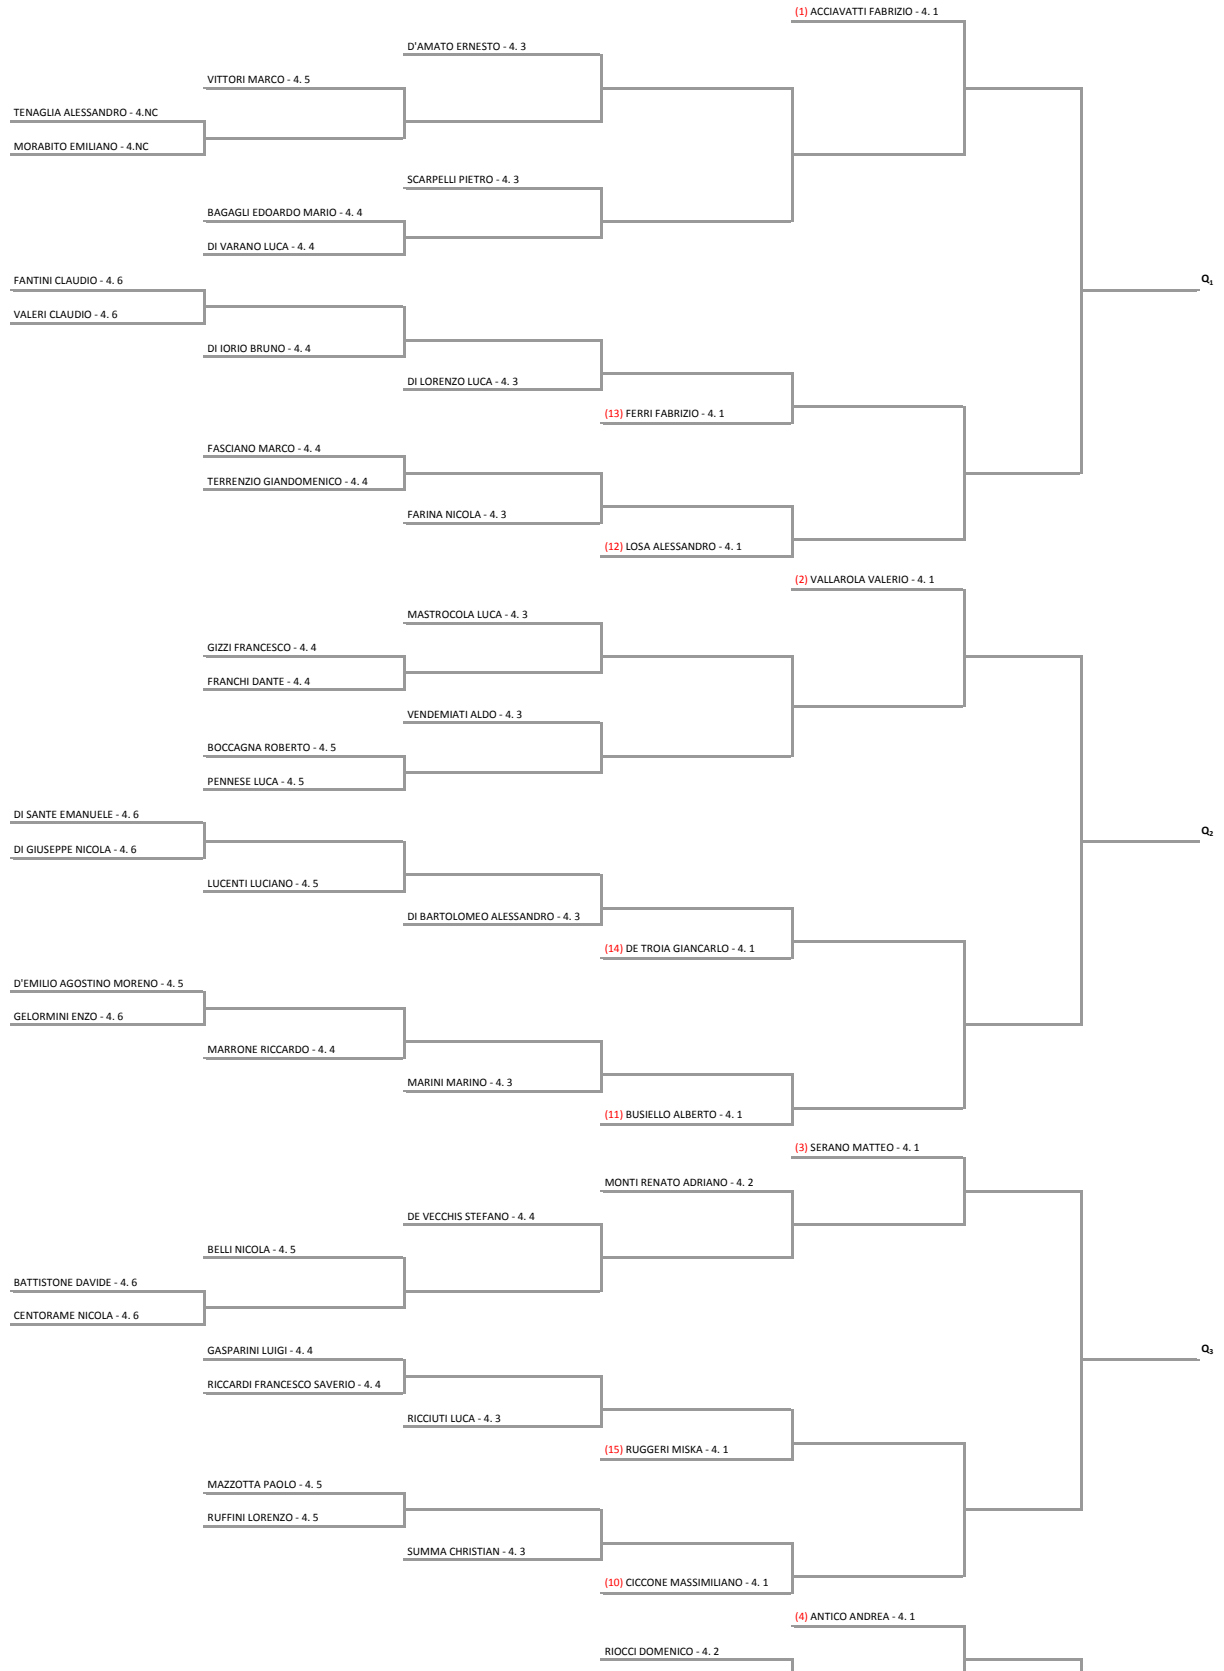 (1) ACCIAVATTI FABRIZIO - 4. 1
D'AMATO ERNESTO - 4. 3
VITTORI MARCO - 4. 5
TENAGLIA ALESSANDRO - 4.NC
MORABITO EMILIANO - 4.NC
SCARPELLI PIETRO - 4. 3
BAGAGLI EDOARDO MARIO - 4. 4
DI VARANO LUCA - 4. 4
FANTINI CLAUDIO - 4. 6
Q₁
VALERI CLAUDIO - 4. 6
DI IORIO BRUNO - 4. 4
DI LORENZO LUCA - 4. 3
(13) FERRI FABRIZIO - 4. 1
FASCIANO MARCO - 4. 4
TERRENZIO GIANDOMENICO - 4. 4
FARINA NICOLA - 4. 3
(12) LOSA ALESSANDRO - 4. 1
(2) VALLAROLA VALERIO - 4. 1
MASTROCOLA LUCA - 4. 3
GIZZI FRANCESCO - 4. 4
FRANCHI DANTE - 4. 4
VENDEMIATI ALDO - 4. 3
BOCCAGNA ROBERTO - 4. 5
PENNESE LUCA - 4. 5
DI SANTE EMANUELE - 4. 6
Q₂
DI GIUSEPPE NICOLA - 4. 6
LUCENTI LUCIANO - 4. 5
DI BARTOLOMEO ALESSANDRO - 4. 3
(14) DE TROIA GIANCARLO - 4. 1
D'EMILIO AGOSTINO MORENO - 4. 5
GELORMINI ENZO - 4. 6
MARRONE RICCARDO - 4. 4
MARINI MARINO - 4. 3
(11) BUSIELLO ALBERTO - 4. 1
(3) SERANO MATTEO - 4. 1
MONTI RENATO ADRIANO - 4. 2
DE VECCHIS STEFANO - 4. 4
BELLI NICOLA - 4. 5
BATTISTONE DAVIDE - 4. 6
CENTORAME NICOLA - 4. 6
GASPARINI LUIGI - 4. 4
Q₃
RICCARDI FRANCESCO SAVERIO - 4. 4
RICCIUTI LUCA - 4. 3
(15) RUGGERI MISKA - 4. 1
MAZZOTTA PAOLO - 4. 5
RUFFINI LORENZO - 4. 5
SUMMA CHRISTIAN - 4. 3
(10) CICCONE MASSIMILIANO - 4. 1
(4) ANTICO ANDREA - 4. 1
RIOCCI DOMENICO - 4. 2